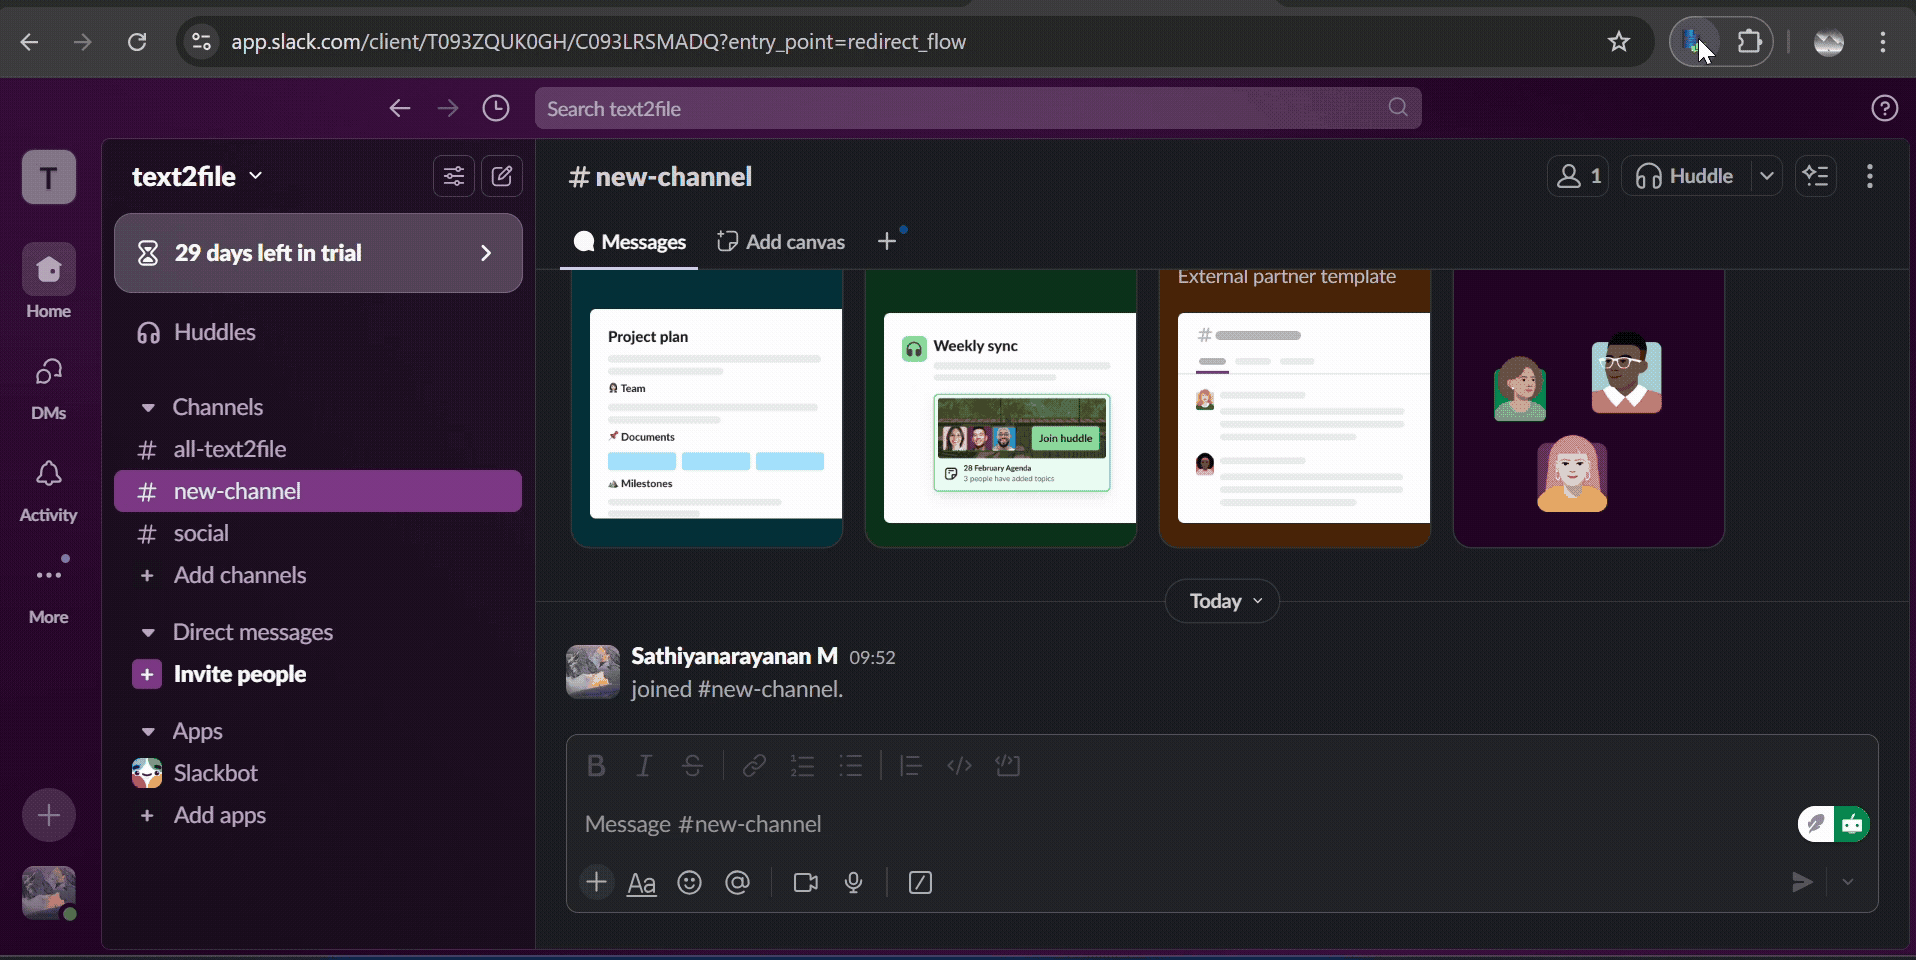 app.slack.com/client/T093ZQUK0GH/C093LRSMADQ?entry_point=redirect_flow
Search text2file
T
Home
DMs
Activity
More
text2file
29 days left in trial
Huddles
Channels
# all-text2file
# new-channel
# social
+ Add channels
Direct messages
+ Invite people
Apps
Slackbot
+ Add apps
# new-channel
1
Huddle
Messages
Add canvas
Project plan
Team
Documents
Milestones
Weekly sync
Join huddle
28 February Agenda
3 people have added topics
External partner template
#
Today
Sathiyanarayanan M 09:52
joined #new-channel.
Message #new-channel
Aa